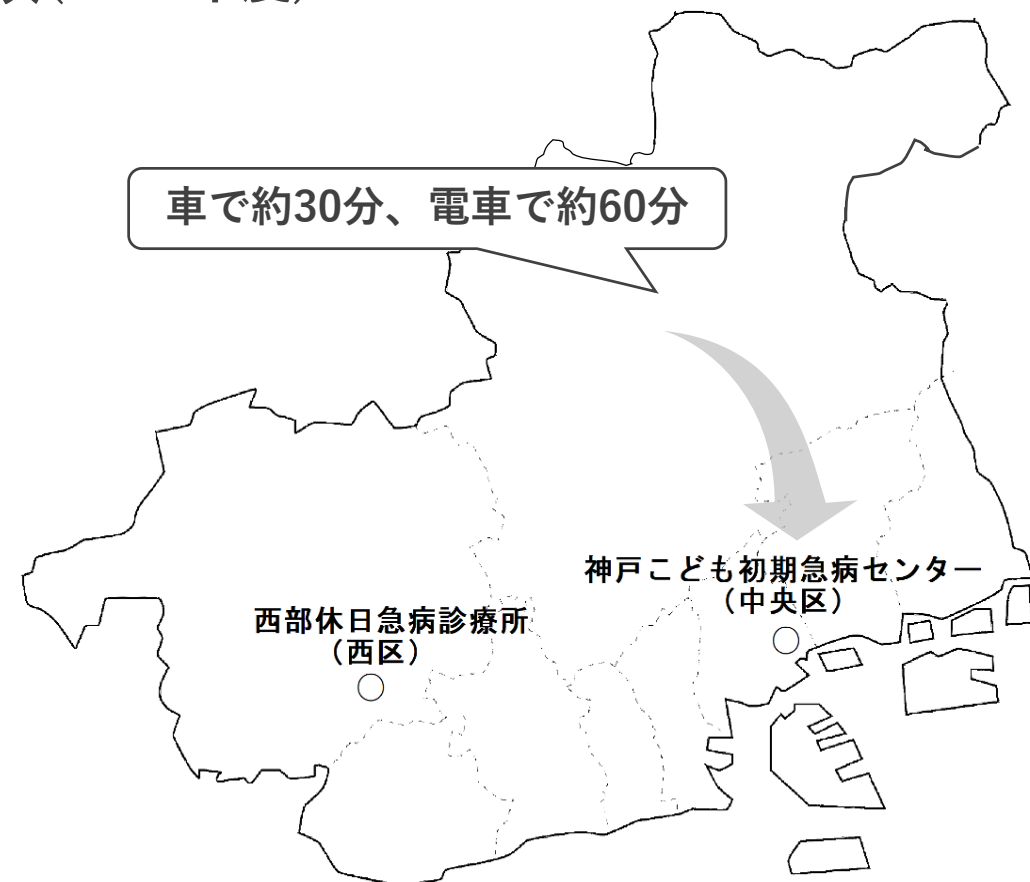 車で約30分、電車で約60分
神戸こども初期急病センター
（中央区）
西部休日急病診療所
（西区）